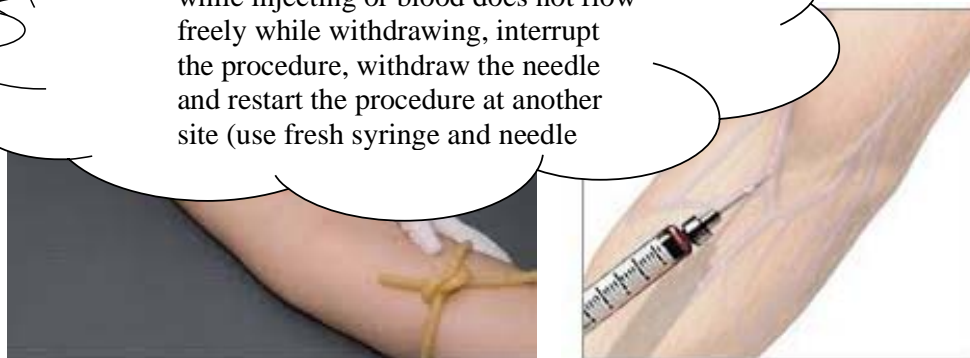 while injecting or blood does not flow
freely while withdrawing, interrupt
the procedure, withdraw the needle
and restart the procedure at another
site (use fresh syringe and needle